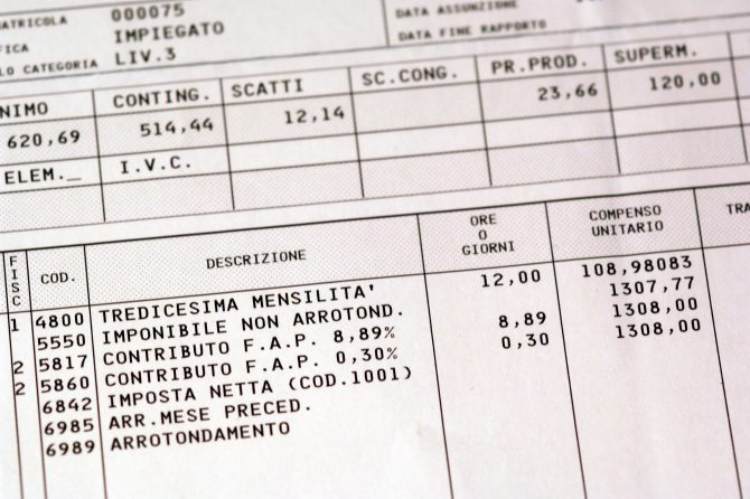 MATRICOLA 000075 DATA ASSUNZIONE
IMPIEGATO DATA FINE RAPPORTO
CATEGORIA LIV.3
NIMO CONTING. SCATTI SC.CONG. PR.PROD. SUPERM.
620,69 514,44 12,14 23,66 120,00
ELEM._ I.V.C.
FISC COD. DESCRIZIONE ORE O GIORNI COMPENSO UNITARIO TRA
1 4800 TREDICESIMA MENSILITA' 12,00 108,98083
5550 IMPONIBILE NON ARROTOND. 1307,77
2 5817 CONTRIBUTO F.A.P. 8,89% 8,89 1308,00
2 5860 CONTRIBUTO F.A.P. 0,30% 0,30 1308,00
6842 IMPOSTA NETTA (COD.1001)
6985 ARR.MESE PRECED.
6989 ARROTONDAMENTO